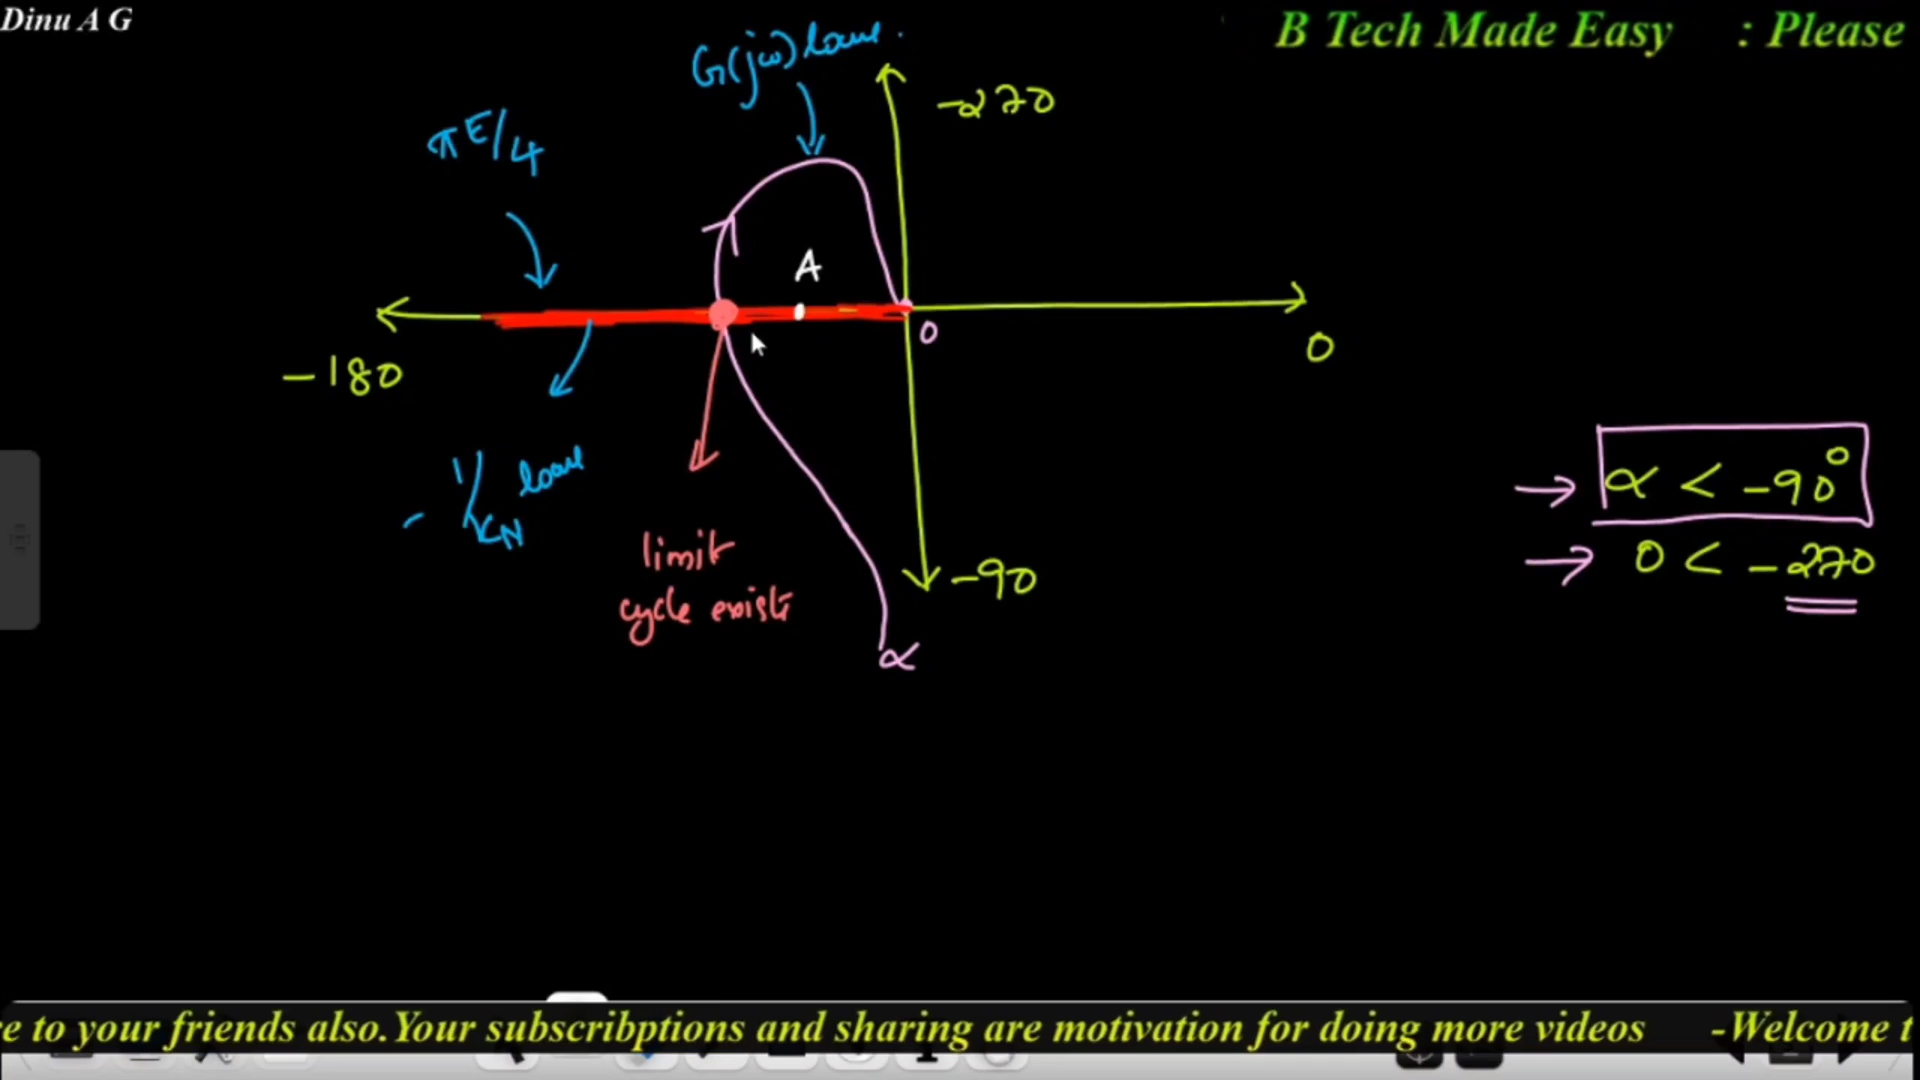 Dinu A G
B Tech Made Easy : Please
G(jω) locus.
-270
πE/4
A
0
-180
0
-1/KN locus
∝ < -90°
0 < -270
limit
cycle exists
-90
∝
e to your friends also.Your subscribptions and sharing are motivation for doing more videos -Welcome t